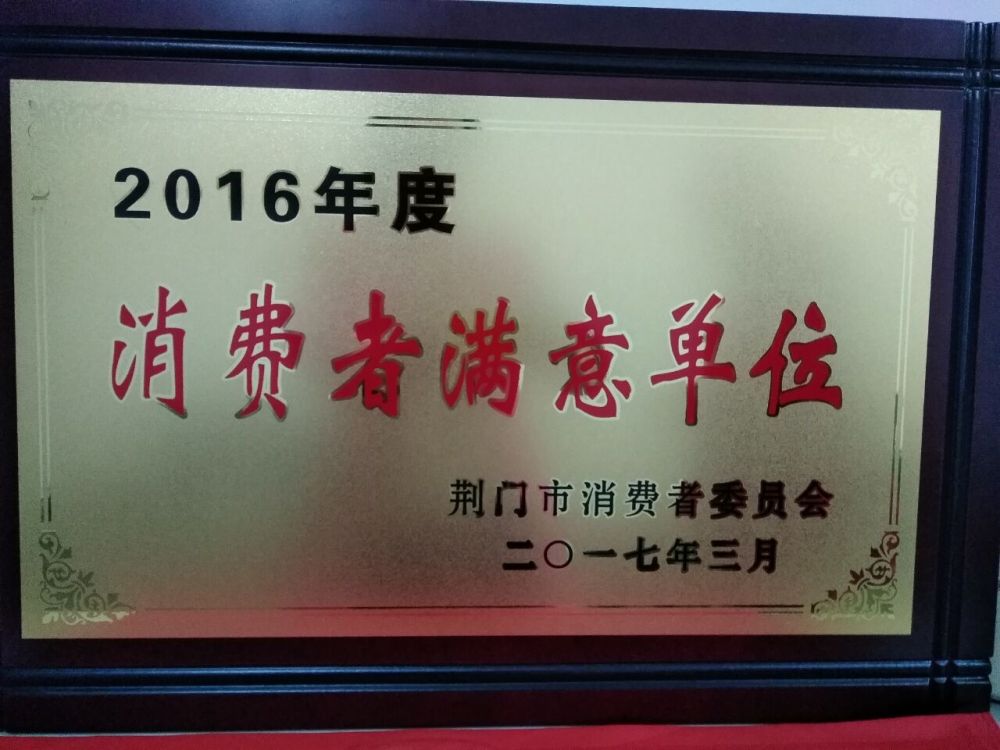 2016年度
消费者满意单位
荆门市消费者委员会
二〇一七年三月